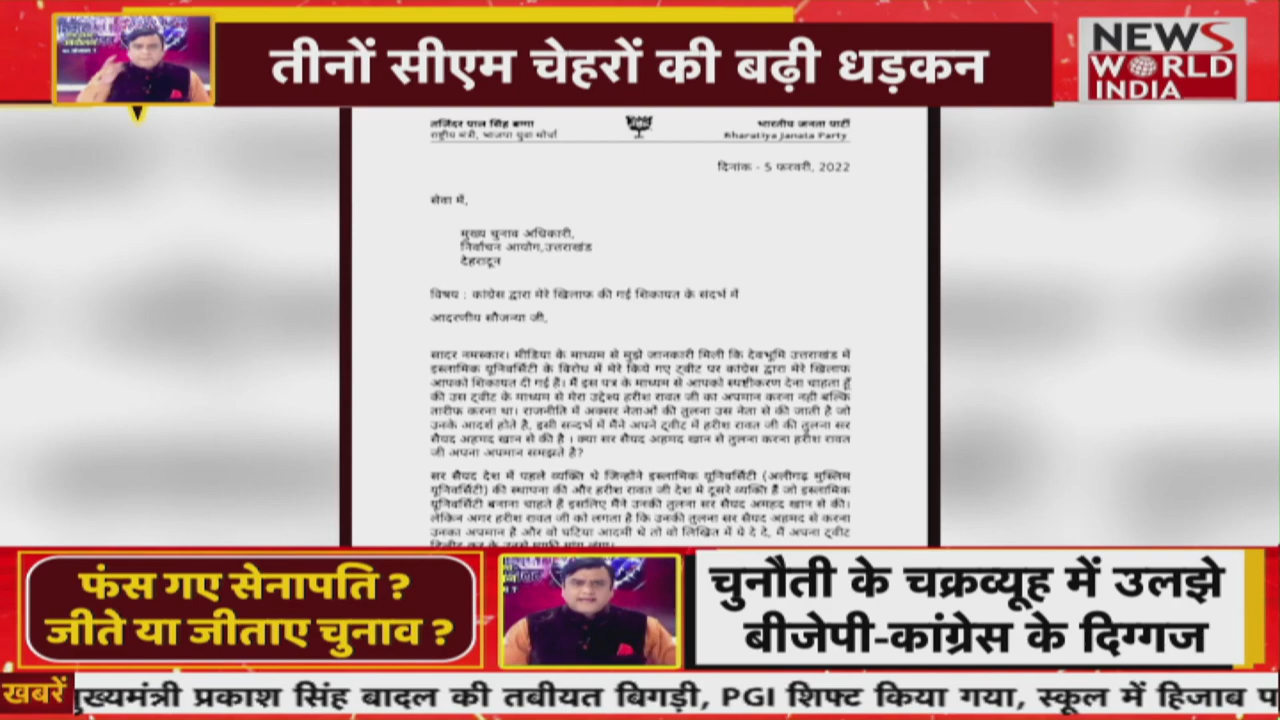 तीनों सीएम चेहरों की बढ़ी धड़कन
NEWS
WORLD
INDIA
तजिंदर पाल सिंह बग्गा
राष्ट्रीय मंत्री, भाजपा युवा मोर्चा
भारतीय जनता पार्टी
Bharatiya Janata Party
दिनांक - 5 फरवरी, 2022
सेवा में,
मुख्य चुनाव अधिकारी,
निर्वाचन आयोग,उत्तराखंड
देहरादून
विषय : कांग्रेस द्वारा मेरे खिलाफ की गई शिकायत के संदर्भ में
आदरणीय सौजन्या जी,
सादर नमस्कार। मीडिया के माध्यम से मुझे जानकारी मिली कि देवभूमि उत्तराखंड में
इस्लामिक यूनिवर्सिटी के विरोध में मेरे किये गए ट्वीट पर कांग्रेस द्वारा मेरे खिलाफ
आपको शिकायत दी गई है। मैं इस पत्र के माध्यम से आपको स्पष्टीकरण देना चाहता हूँ
की उस ट्वीट के माध्यम से मेरा उद्देश्य हरीश रावत जी का अपमान करना नहीं बल्कि
तारीफ करना था। राजनीति में अक्सर नेताओं की तुलना उस नेता से की जाती है जो
उनके आदर्श होते है, इसी सन्दर्भ में मैंने अपने ट्वीट में हरीश रावत जी की तुलना सर
सैयद अहमद खान से की है । क्या सर सैयद अहमद खान से तुलना करना हरीश रावत
जी अपना अपमान समझते है?
सर सैयद देश में पहले व्यक्ति थे जिन्होंने इस्लामिक यूनिवर्सिटी (अलीगढ़ मुस्लिम
यूनिवर्सिटी) की स्थापना की और हरीश रावत जी देश में दूसरे व्यक्ति हैं जो इस्लामिक
यूनिवर्सिटी बनाना चाहते हैं इसलिए मैंने उनकी तुलना सर सैयद अमहद खान से की।
लेकिन अगर हरीश रावत जी को लगता है कि उनकी तुलना सर सैयद अहमद से करना
उनका अपमान है और वो घटिया आदमी थे तो वो लिखित में ये दे दे, मैं अपना ट्वीट
फंस गए सेनापति ?
जीते या जीताए चुनाव ?
चुनौती के चक्रव्यूह में उलझे
बीजेपी-कांग्रेस के दिग्गज
खबरें
मुख्यमंत्री प्रकाश सिंह बादल की तबीयत बिगड़ी, PGI शिफ्ट किया गया, स्कूल में हिजाब प